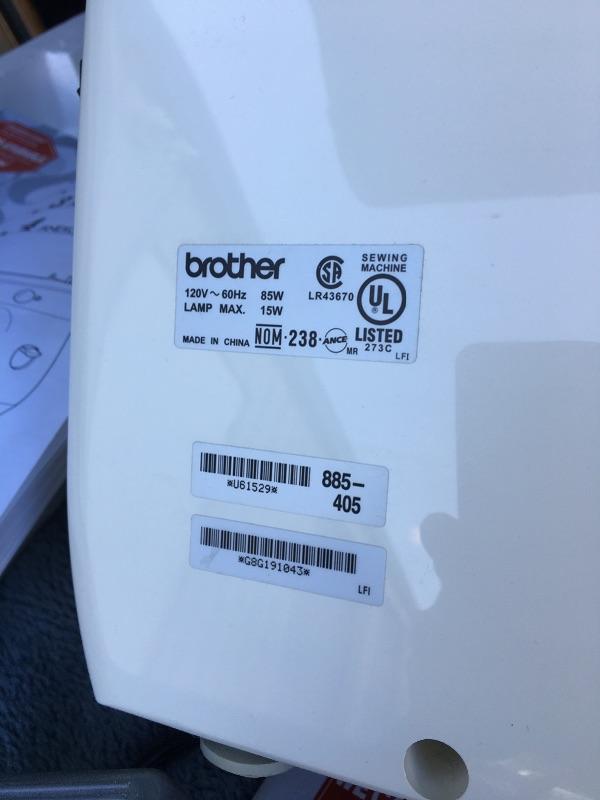 brother
120V ~ 60Hz 85W
LAMP MAX. 15W
LR43670
SEWING
MACHINE
UL
LISTED
273C
MADE IN CHINA NOM-238-ANCE MR
LFI
*U61529*
885-
405
*G8G191043*
LFI